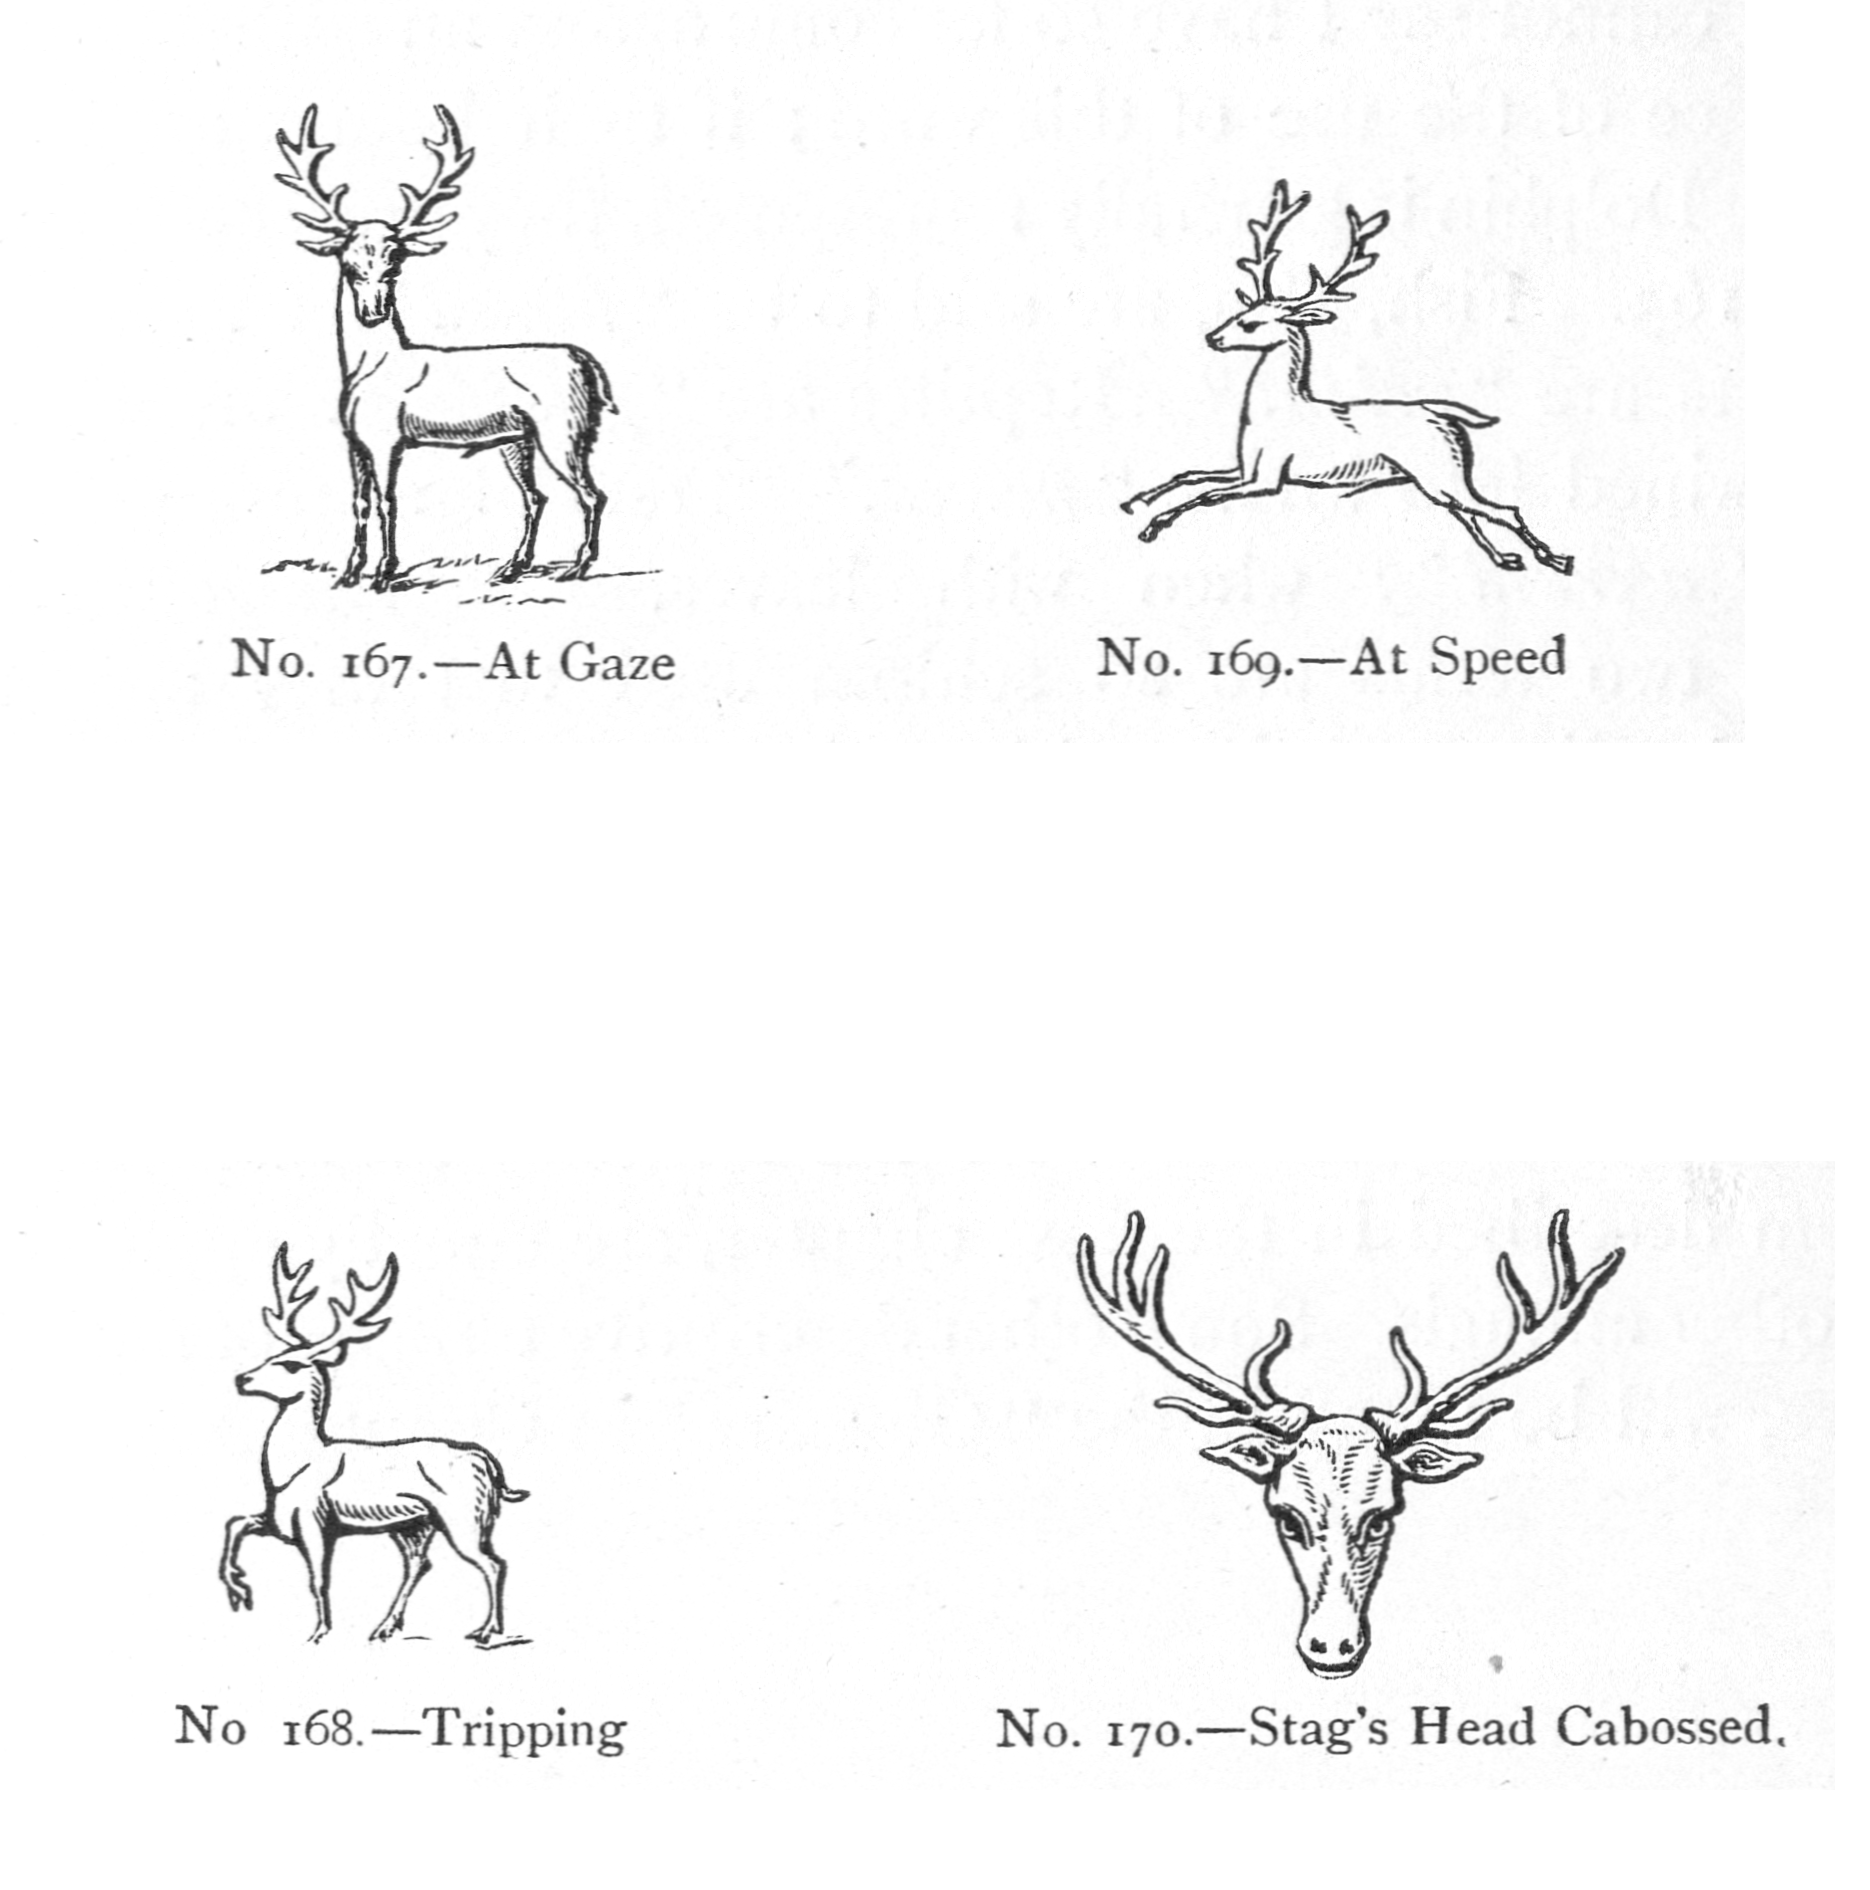 No. 167.—At Gaze
No. 169.—At Speed
No 168.—Tripping
No. 170.—Stag's Head Cabossed.